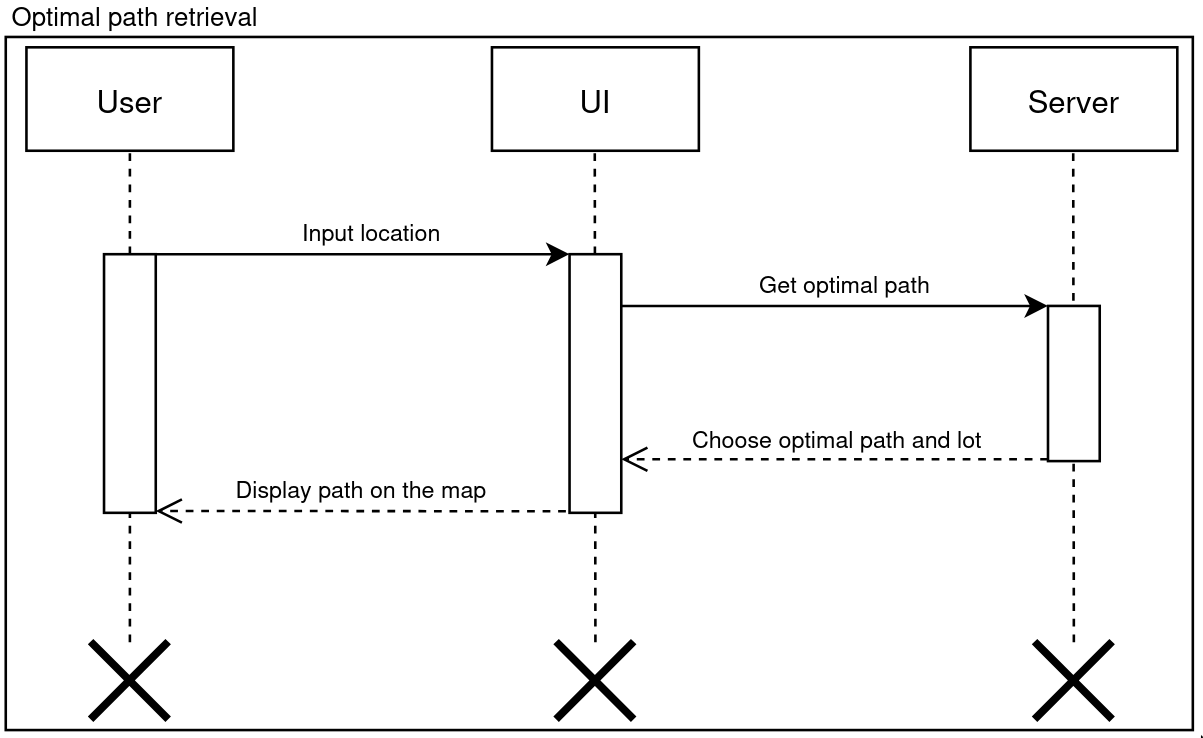 Optimal path retrieval
User
UI
Server
Input location
Get optimal path
Choose optimal path and lot
Display path on the map